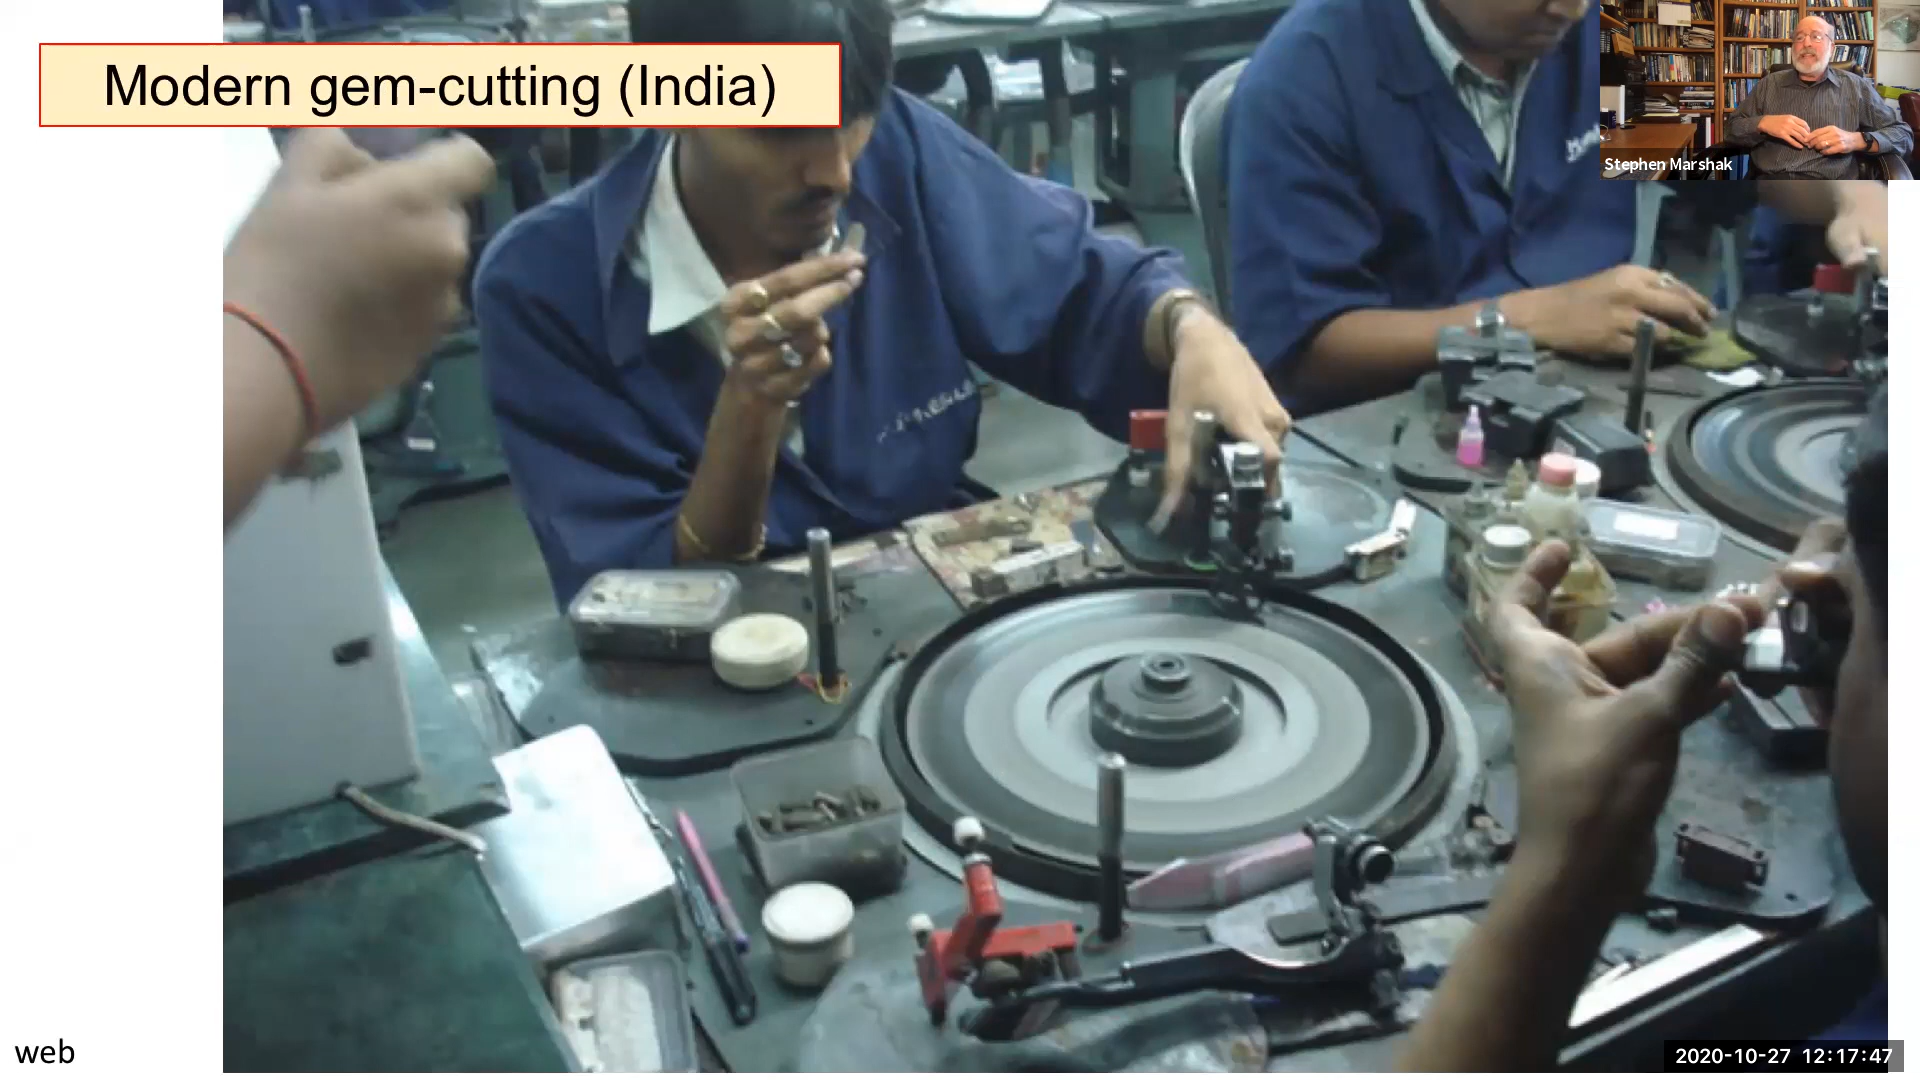 Modern gem-cutting (India)
Stephen Marshak
web
2020-10-27 12:17:47